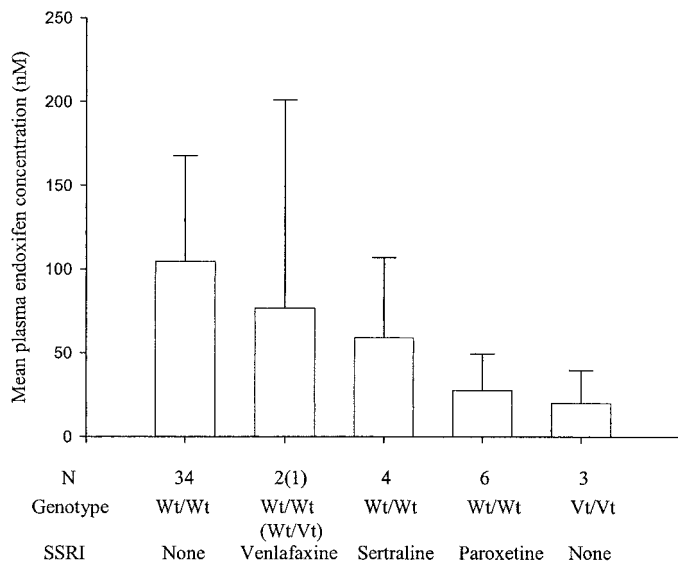 Mean plasma endoxifen concentration (nM)
250
200
150
100
50
0
N 34 2(1) 4 6 3
Genotype Wt/Wt Wt/Wt Wt/Wt Wt/Wt Vt/Vt
(Wt/Vt)
SSRI None Venlafaxine Sertraline Paroxetine None